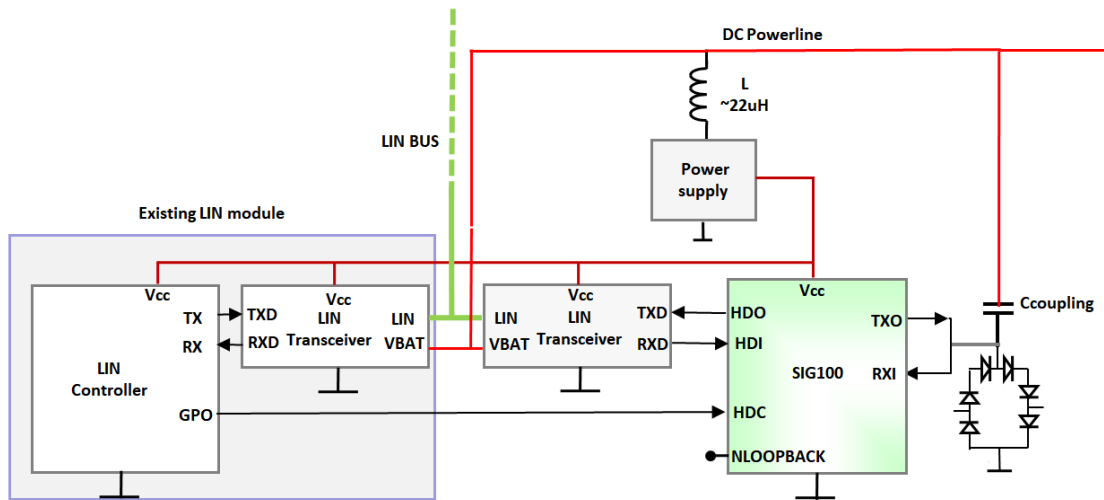 DC Powerline
L
~22uH
LIN BUS
Power
supply
Existing LIN module
Vcc
Vcc
Vcc
Vcc
TX
TXD
LIN
LIN
LIN
LIN
TXD
HDO
TXO
Ccoupling
RX
RXD
Transceiver
VBAT
VBAT
Transceiver
RXD
HDI
LIN
Controller
SIG100
RXI
GPO
HDC
NLOOPBACK